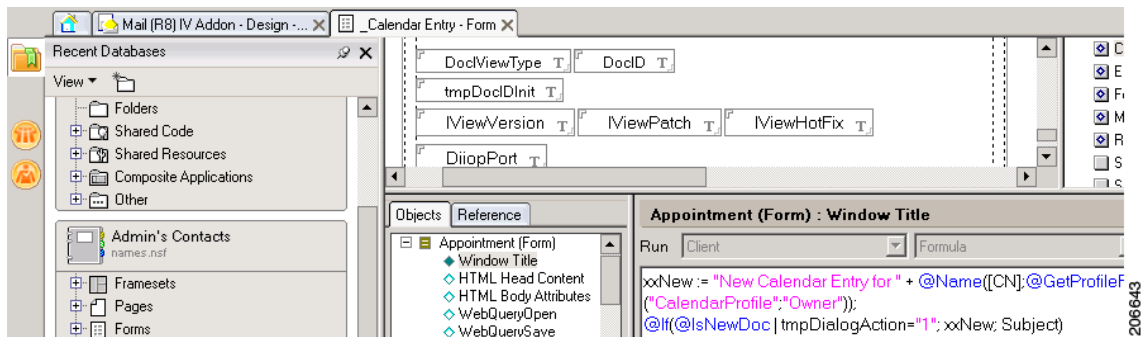 Mail (R8) IV Addon - Design -...
_Calendar Entry - Form
Recent Databases
View
Folders
Shared Code
Shared Resources
Composite Applications
Other
Admin's Contacts
names.nsf
Framesets
Pages
Forms
DocIViewType T
DocID T
tmpDocIDInit T
IViewVersion T
IViewPatch T
IViewHotFix T
DiiopPort T
C
E
F
M
R
S
Objects
Reference
Appointment (Form)
Window Title
HTML Head Content
HTML Body Attributes
WebQueryOpen
WebQuerySave
Appointment (Form) : Window Title
Run
Client
Formula
xxNew := "New Calendar Entry for " + @Name([CN];@GetProfileF
("CalendarProfile";"Owner"));
@If(@IsNewDoc | tmpDialogAction="1"; xxNew; Subject)
206643